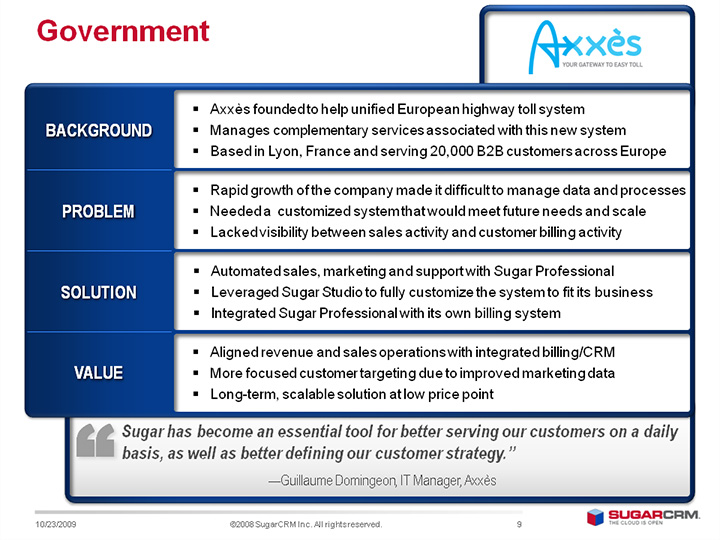 Government
Axxès
YOUR GATEWAY TO EASY TOLL
BACKGROUND
▪ Axxès founded to help unified European highway toll system
▪ Manages complementary services associated with this new system
▪ Based in Lyon, France and serving 20,000 B2B customers across Europe
PROBLEM
▪ Rapid growth of the company made it difficult to manage data and processes
▪ Needed a customized system that would meet future needs and scale
▪ Lacked visibility between sales activity and customer billing activity
SOLUTION
▪ Automated sales, marketing and support with Sugar Professional
▪ Leveraged Sugar Studio to fully customize the system to fit its business
▪ Integrated Sugar Professional with its own billing system
VALUE
▪ Aligned revenue and sales operations with integrated billing/CRM
▪ More focused customer targeting due to improved marketing data
▪ Long-term, scalable solution at low price point
“ Sugar has become an essential tool for better serving our customers on a daily
basis, as well as better defining our customer strategy.”
—Guillaume Domingeon, IT Manager, Axxès
10/23/2009 ©2008 SugarCRM Inc. All rights reserved. 9
SUGARCRM.
THE CLOUD IS OPEN